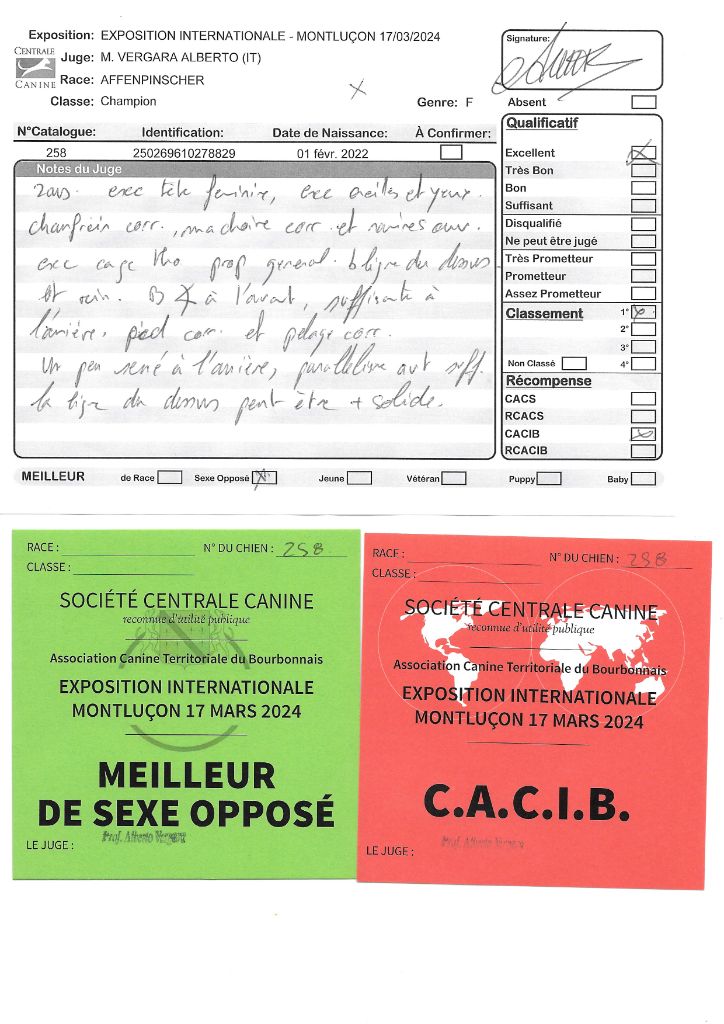 Exposition: EXPOSITION INTERNATIONALE - MONTLUÇON 17/03/2024
CENTRALE CANINE
Juge: M. VERGARA ALBERTO (IT)
Race: AFFENPINSCHER
Classe: Champion
Genre: F
Signature:
Absent
N°Catalogue: Identification: Date de Naissance: À Confirmer:
258 250269610278829 01 févr. 2022
Notes du Juge
2 ans. exc tête feminine, exc oreilles et yeux.
chanfrein corr., machoire corr. et narines ouv.
exc cage tho prop general. b ligne du dessus
et rein. B à l'avant, suffisante à
l'arrière, pied corr. et pelage corr.
Un peu serré à l'arrière, avt suff.
la ligne du dessus peut être + solide.
Qualificatif
Excellent
Très Bon
Bon
Suffisant
Disqualifié
Ne peut être jugé
Très Prometteur
Prometteur
Assez Prometteur
Classement 1°
2°
3°
Non Classé 4°
Récompense
CACS
RCACS
CACIB
RCACIB
MEILLEUR de Race Sexe Opposé Jeune Vétéran Puppy Baby
RACE : N° DU CHIEN : 258
CLASSE :
SOCIÉTÉ CENTRALE CANINE
reconnue d'utilité publique
Association Canine Territoriale du Bourbonnais
EXPOSITION INTERNATIONALE
MONTLUÇON 17 MARS 2024
MEILLEUR
DE SEXE OPPOSÉ
Prof. Alberto Vergara
LE JUGE :
RACE : N° DU CHIEN : 258
CLASSE :
SOCIÉTÉ CENTRALE CANINE
reconnue d'utilité publique
Association Canine Territoriale du Bourbonnais
EXPOSITION INTERNATIONALE
MONTLUÇON 17 MARS 2024
C.A.C.I.B.
Prof. Alberto Vergara
LE JUGE :